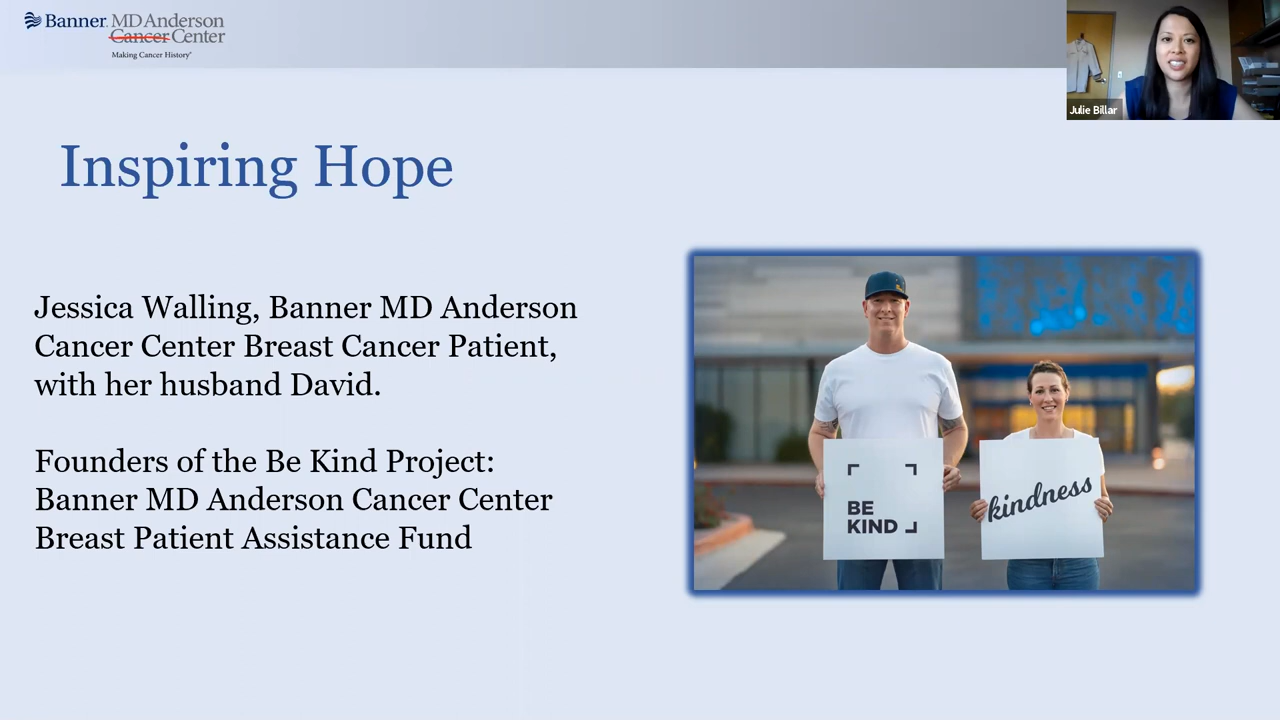 Banner MD Anderson
Cancer Center
Making Cancer History®
Julie Billar
Inspiring Hope
Jessica Walling, Banner MD Anderson
Cancer Center Breast Cancer Patient,
with her husband David.
Founders of the Be Kind Project:
Banner MD Anderson Cancer Center
Breast Patient Assistance Fund
BE
KIND
kindness